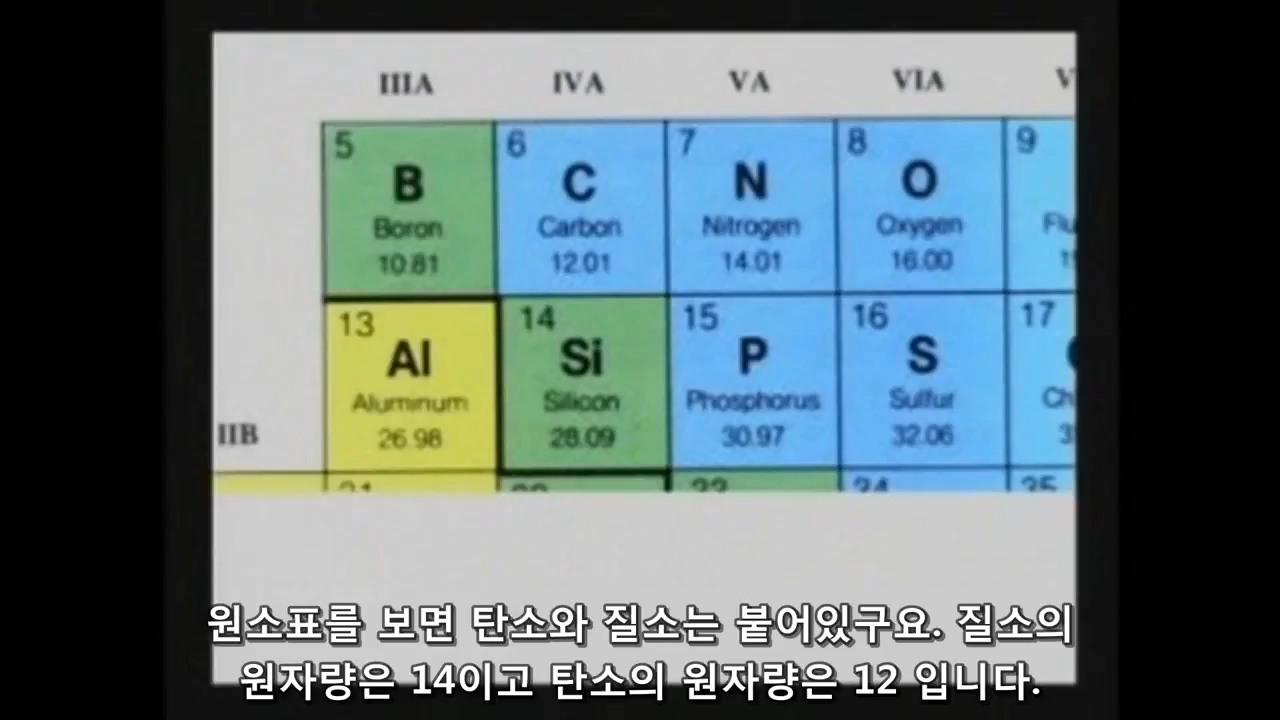 IIIA IVA VA VIA V
5 6 7 8 9
B C N O
Boron Carbon Nitrogen Oxygen Flu
10.81 12.01 14.01 16.00
13 14 15 16 17
Al Si P S
Aluminum Silicon Phosphorus Sulfur Ch
IIB 26.98 28.09 30.97 32.06
원소표를 보면 탄소와 질소는 붙어있구요. 질소의
원자량은 14이고 탄소의 원자량은 12 입니다.